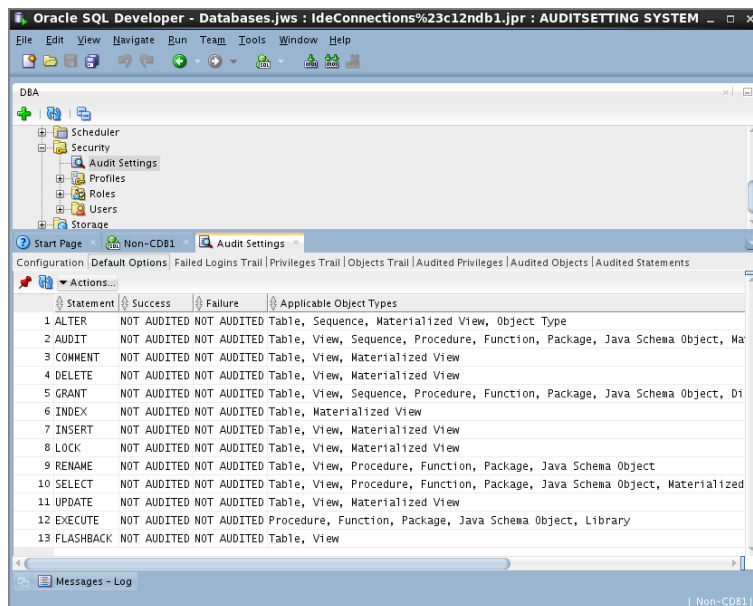 Oracle SQL Developer - Databases.jws : IdeConnections%23c12ndb1.jpr : AUDITSETTING SYSTEM
File Edit View Navigate Run Team Tools Window Help
DBA
Scheduler
Security
Audit Settings
Profiles
Roles
Users
Storage
Start Page Non-CDB1 Audit Settings
Configuration Default Options Failed Logins Trail Privileges Trail Objects Trail Audited Privileges Audited Objects Audited Statements
Actions...
Statement Success Failure Applicable Object Types
1 ALTER NOT AUDITED NOT AUDITED Table, Sequence, Materialized View, Object Type
2 AUDIT NOT AUDITED NOT AUDITED Table, View, Sequence, Procedure, Function, Package, Java Schema Object, Ma
3 COMMENT NOT AUDITED NOT AUDITED Table, View, Materialized View
4 DELETE NOT AUDITED NOT AUDITED Table, View, Materialized View
5 GRANT NOT AUDITED NOT AUDITED Table, View, Sequence, Procedure, Function, Package, Java Schema Object, Di
6 INDEX NOT AUDITED NOT AUDITED Table, Materialized View
7 INSERT NOT AUDITED NOT AUDITED Table, View, Materialized View
8 LOCK NOT AUDITED NOT AUDITED Table, View, Materialized View
9 RENAME NOT AUDITED NOT AUDITED Table, View, Procedure, Function, Package, Java Schema Object
10 SELECT NOT AUDITED NOT AUDITED Table, View, Procedure, Function, Package, Java Schema Object, Materialized
11 UPDATE NOT AUDITED NOT AUDITED Table, View, Materialized View
12 EXECUTE NOT AUDITED NOT AUDITED Procedure, Function, Package, Java Schema Object, Library
13 FLASHBACK NOT AUDITED NOT AUDITED Table, View
Messages - Log
Non-CDB1